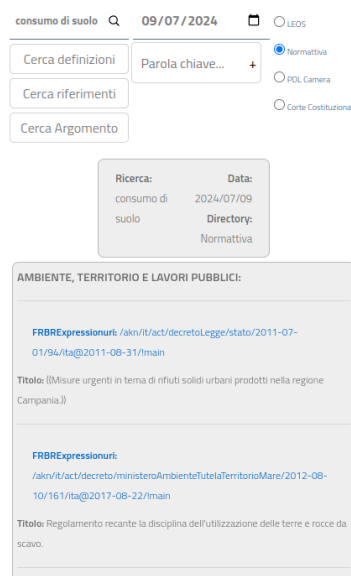 consumo di suolo 09/07/2024 LEOS
Normattiva
Cerca definizioni Parola chiave... +
PDL Camera
Cerca riferimenti
Corte Costituziona
Cerca Argomento
Ricerca: Data:
consumo di 2024/07/09
suolo Directory:
Normattiva
AMBIENTE, TERRITORIO E LAVORI PUBBLICI:
FRBRExpressionuri: /akn/it/act/decretoLegge/stato/2011-07-
01/94/ita@2011-08-31/!main
Titolo: ((Misure urgenti in tema di rifiuti solidi urbani prodotti nella regione
Campania.))
FRBRExpressionuri:
/akn/it/act/decreto/ministeroAmbienteTutelaTerritorioMare/2012-08-
10/161/ita@2017-08-22/!main
Titolo: Regolamento recante la disciplina dell'utilizzazione delle terre e rocce da
scavo.